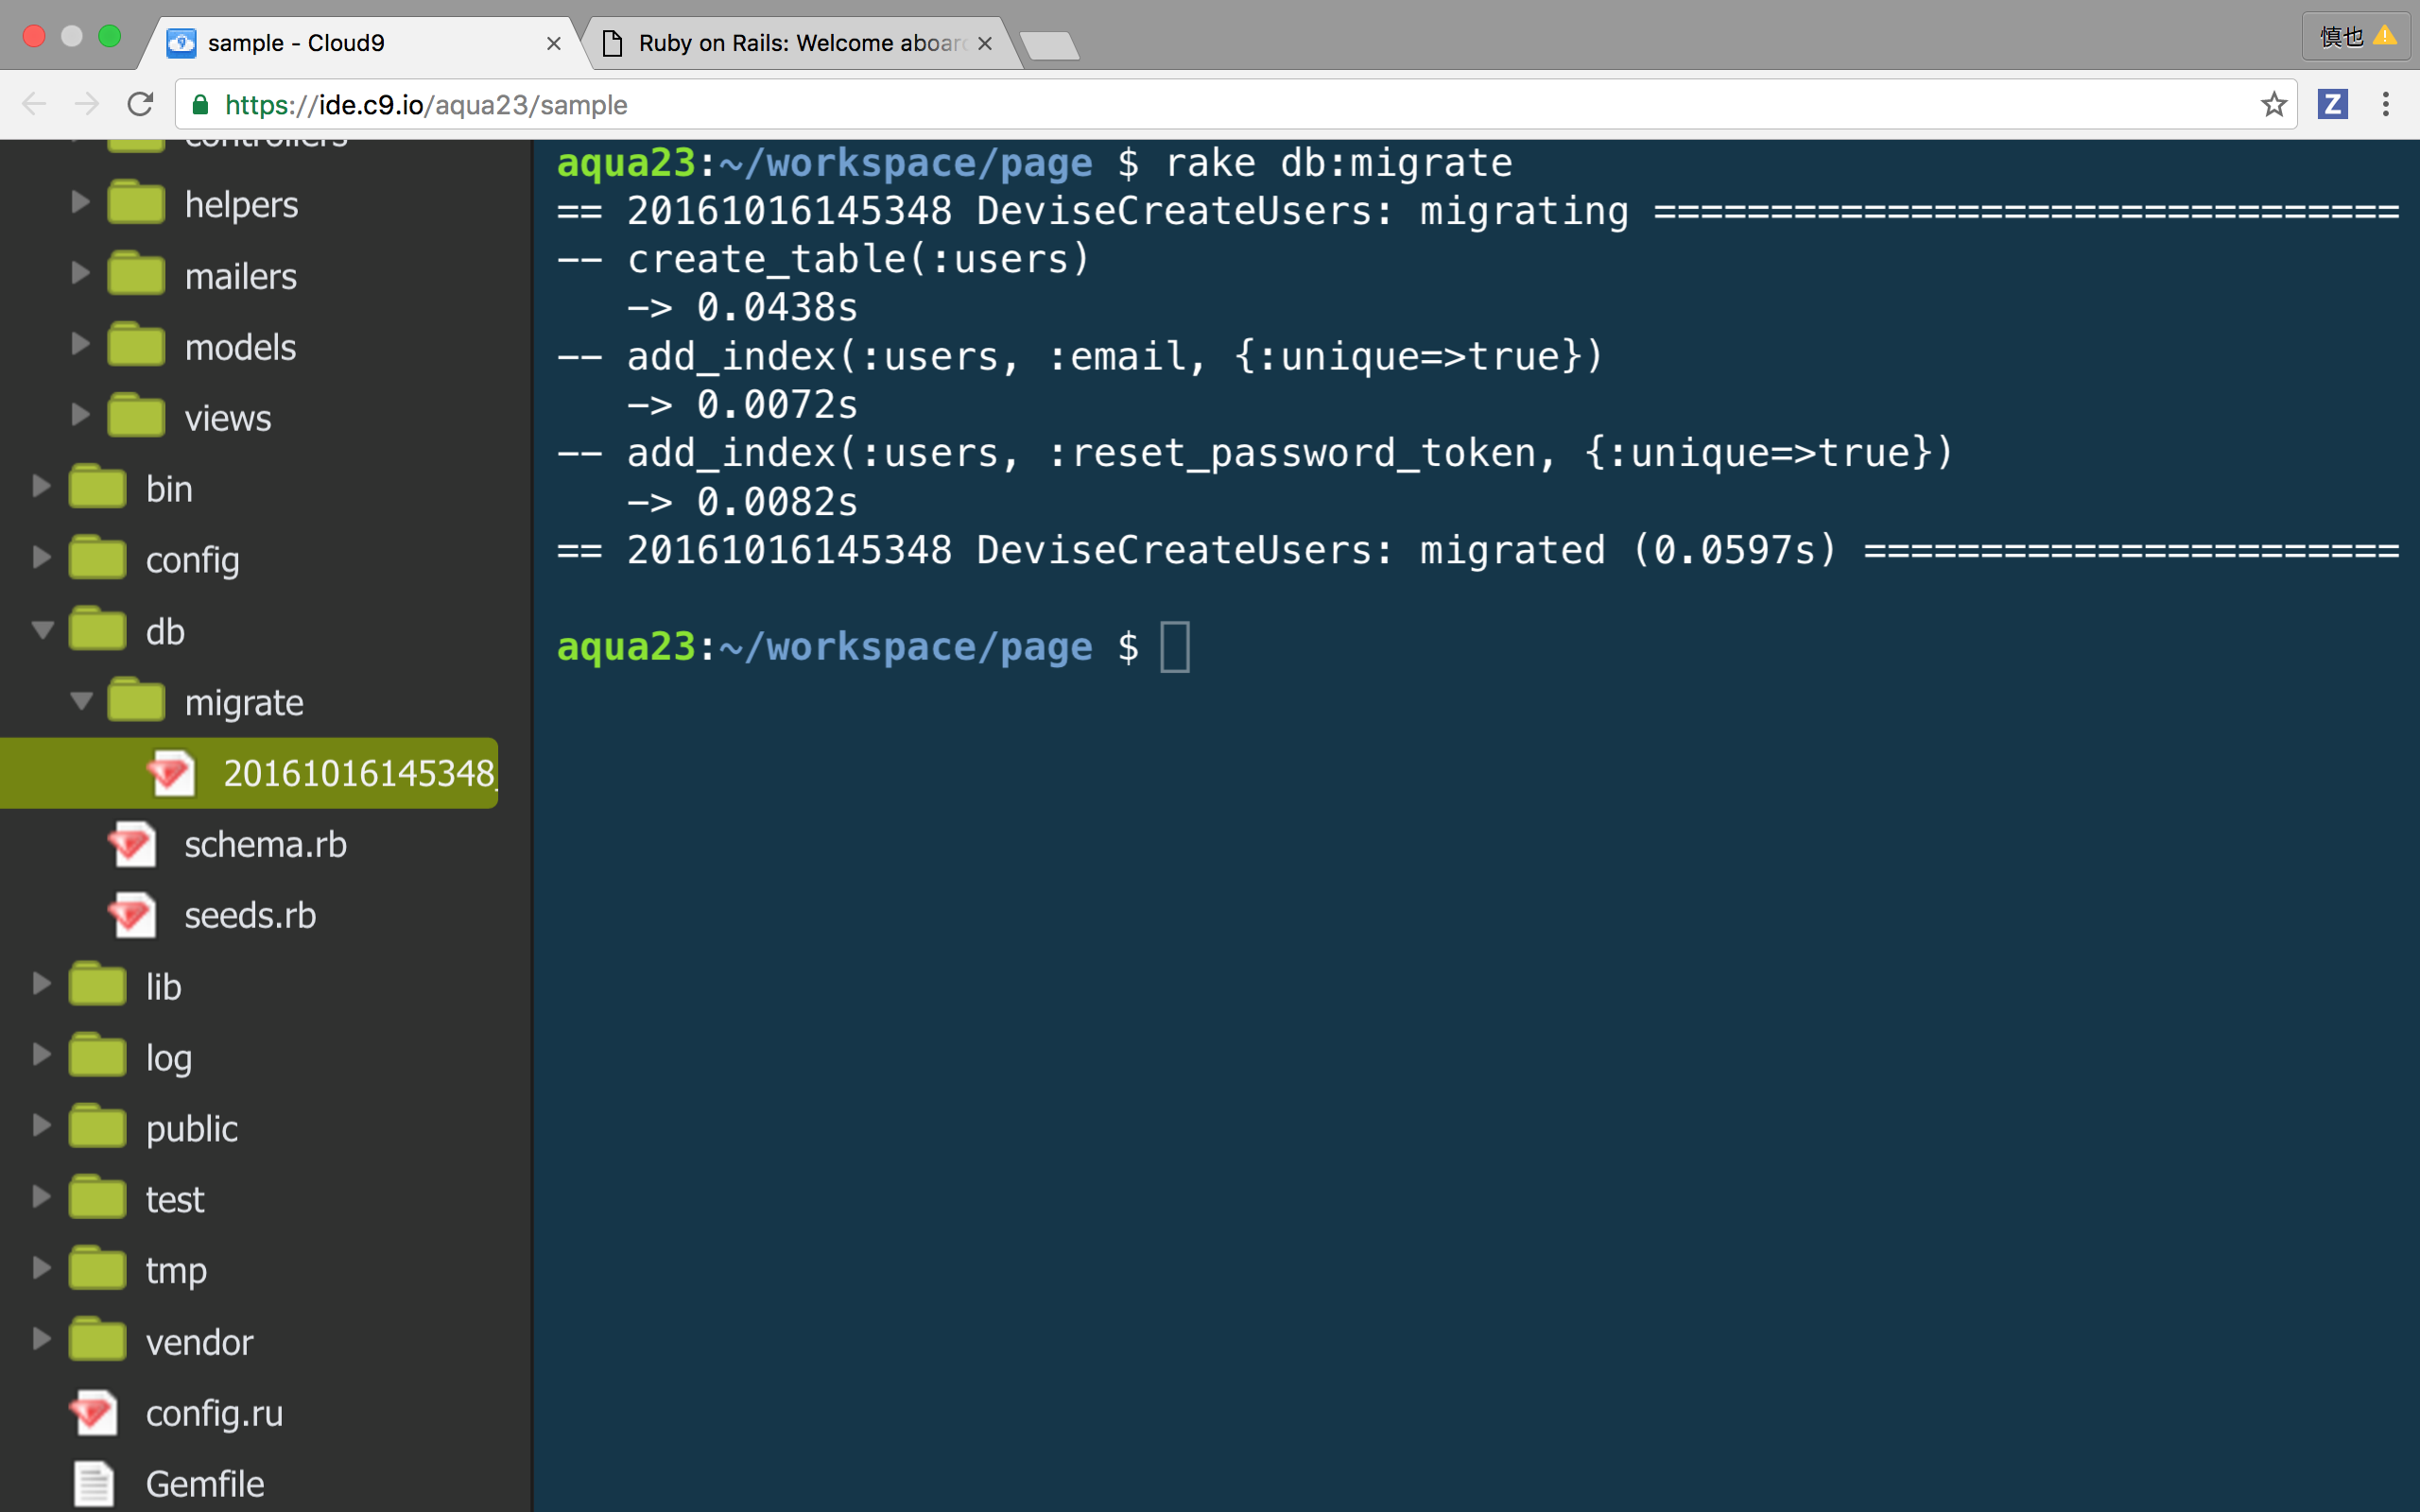 sample - Cloud9
Ruby on Rails: Welcome aboard
慎也
https://ide.c9.io/aqua23/sample
Z
controllers
helpers
mailers
models
views
bin
config
db
migrate
20161016145348_
schema.rb
seeds.rb
lib
log
public
test
tmp
vendor
config.ru
Gemfile
aqua23:~/workspace/page $ rake db:migrate
== 20161016145348 DeviseCreateUsers: migrating ================================
-- create_table(:users)
-> 0.0438s
-- add_index(:users, :email, {:unique=>true})
-> 0.0072s
-- add_index(:users, :reset_password_token, {:unique=>true})
-> 0.0082s
== 20161016145348 DeviseCreateUsers: migrated (0.0597s) =======================
aqua23:~/workspace/page $